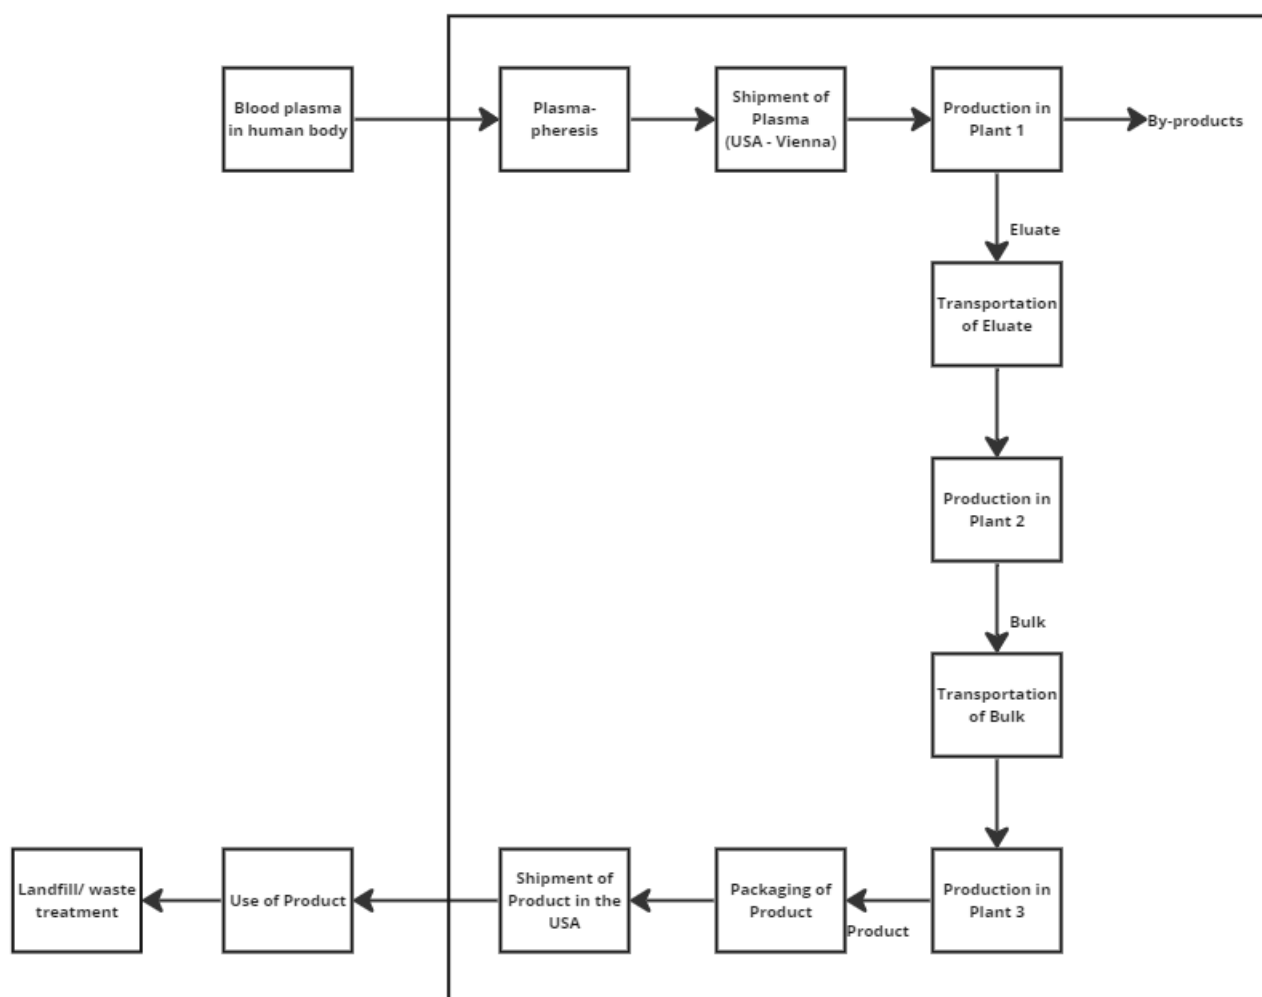 Blood plasma
in human body
Plasma-
pheresis
Shipment of
Plasma
(USA - Vienna)
Production in
Plant 1
By-products
Eluate
Transportation
of Eluate
Production in
Plant 2
Bulk
Transportation
of Bulk
Production in
Plant 3
Product
Packaging of
Product
Shipment of
Product in the
USA
Use of Product
Landfill/ waste
treatment